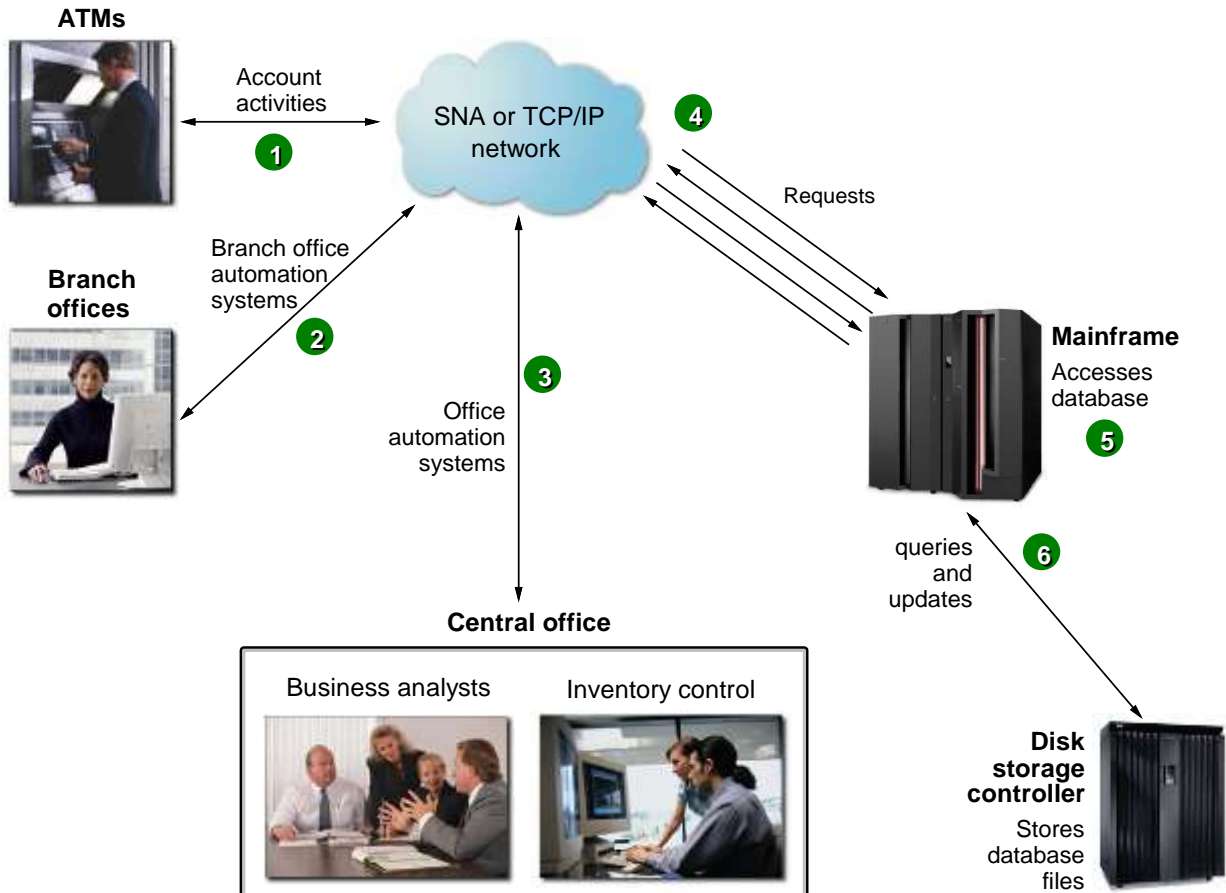 ATMs
Account
activities
1
SNA or TCP/IP
network
4
Requests
Branch office
automation
systems
2
Branch
offices
3
Office
automation
systems
Mainframe
Accesses
database
5
queries
and
updates
6
Central office
Business analysts
Inventory control
Disk
storage
controller
Stores
database
files